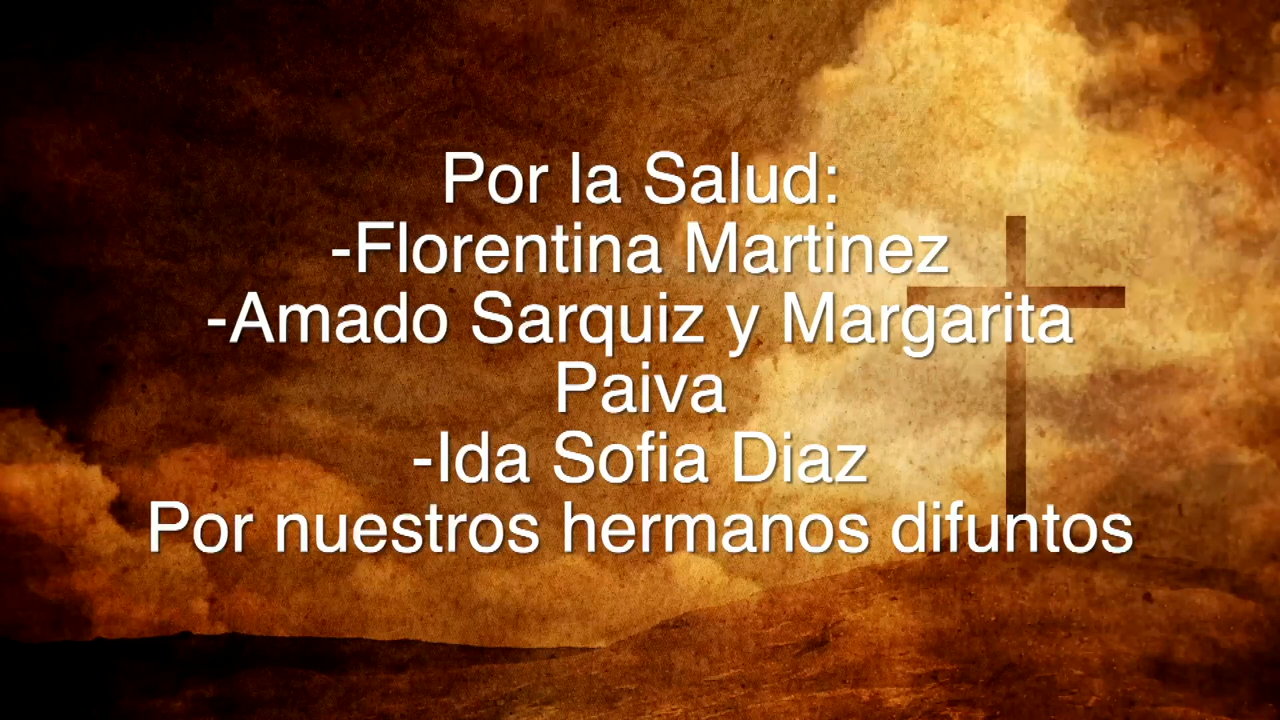 Por la Salud:
-Florentina Martinez
-Amado Sarquiz y Margarita
Paiva
-Ida Sofia Diaz
Por nuestros hermanos difuntos